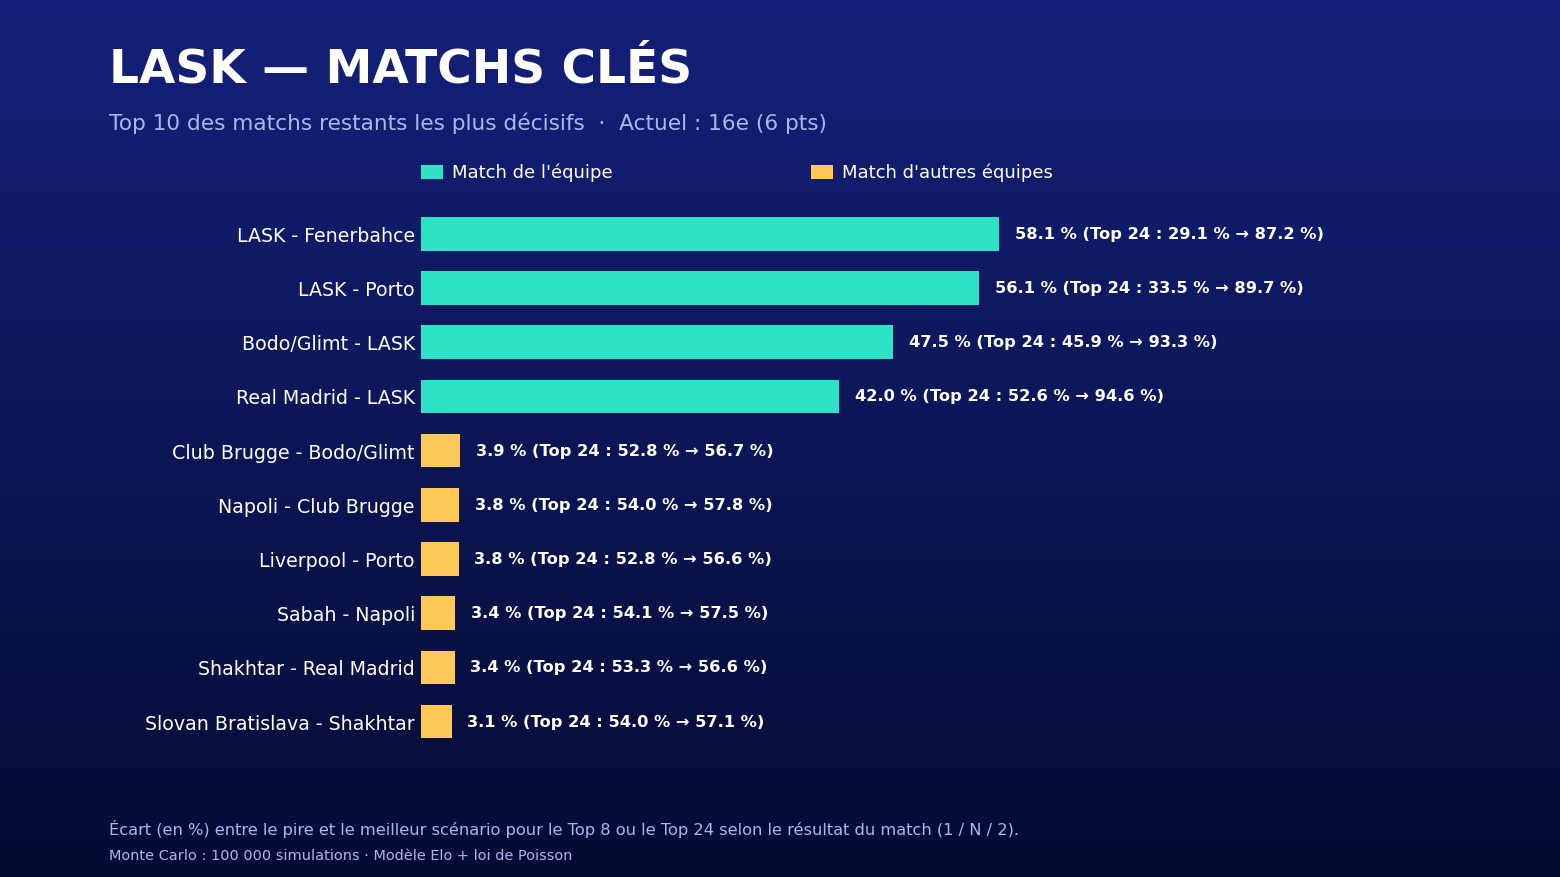 LASK — MATCHS CLÉS
Top 10 des matchs restants les plus décisifs · Actuel : 16e (6 pts)
Match de l'équipe
Match d'autres équipes
LASK - Fenerbahce 58.1 % (Top 24 : 29.1 % → 87.2 %)
LASK - Porto 56.1 % (Top 24 : 33.5 % → 89.7 %)
Bodo/Glimt - LASK 47.5 % (Top 24 : 45.9 % → 93.3 %)
Real Madrid - LASK 42.0 % (Top 24 : 52.6 % → 94.6 %)
Club Brugge - Bodo/Glimt 3.9 % (Top 24 : 52.8 % → 56.7 %)
Napoli - Club Brugge 3.8 % (Top 24 : 54.0 % → 57.8 %)
Liverpool - Porto 3.8 % (Top 24 : 52.8 % → 56.6 %)
Sabah - Napoli 3.4 % (Top 24 : 54.1 % → 57.5 %)
Shakhtar - Real Madrid 3.4 % (Top 24 : 53.3 % → 56.6 %)
Slovan Bratislava - Shakhtar 3.1 % (Top 24 : 54.0 % → 57.1 %)
Écart (en %) entre le pire et le meilleur scénario pour le Top 8 ou le Top 24 selon le résultat du match (1 / N / 2).
Monte Carlo : 100 000 simulations · Modèle Elo + loi de Poisson